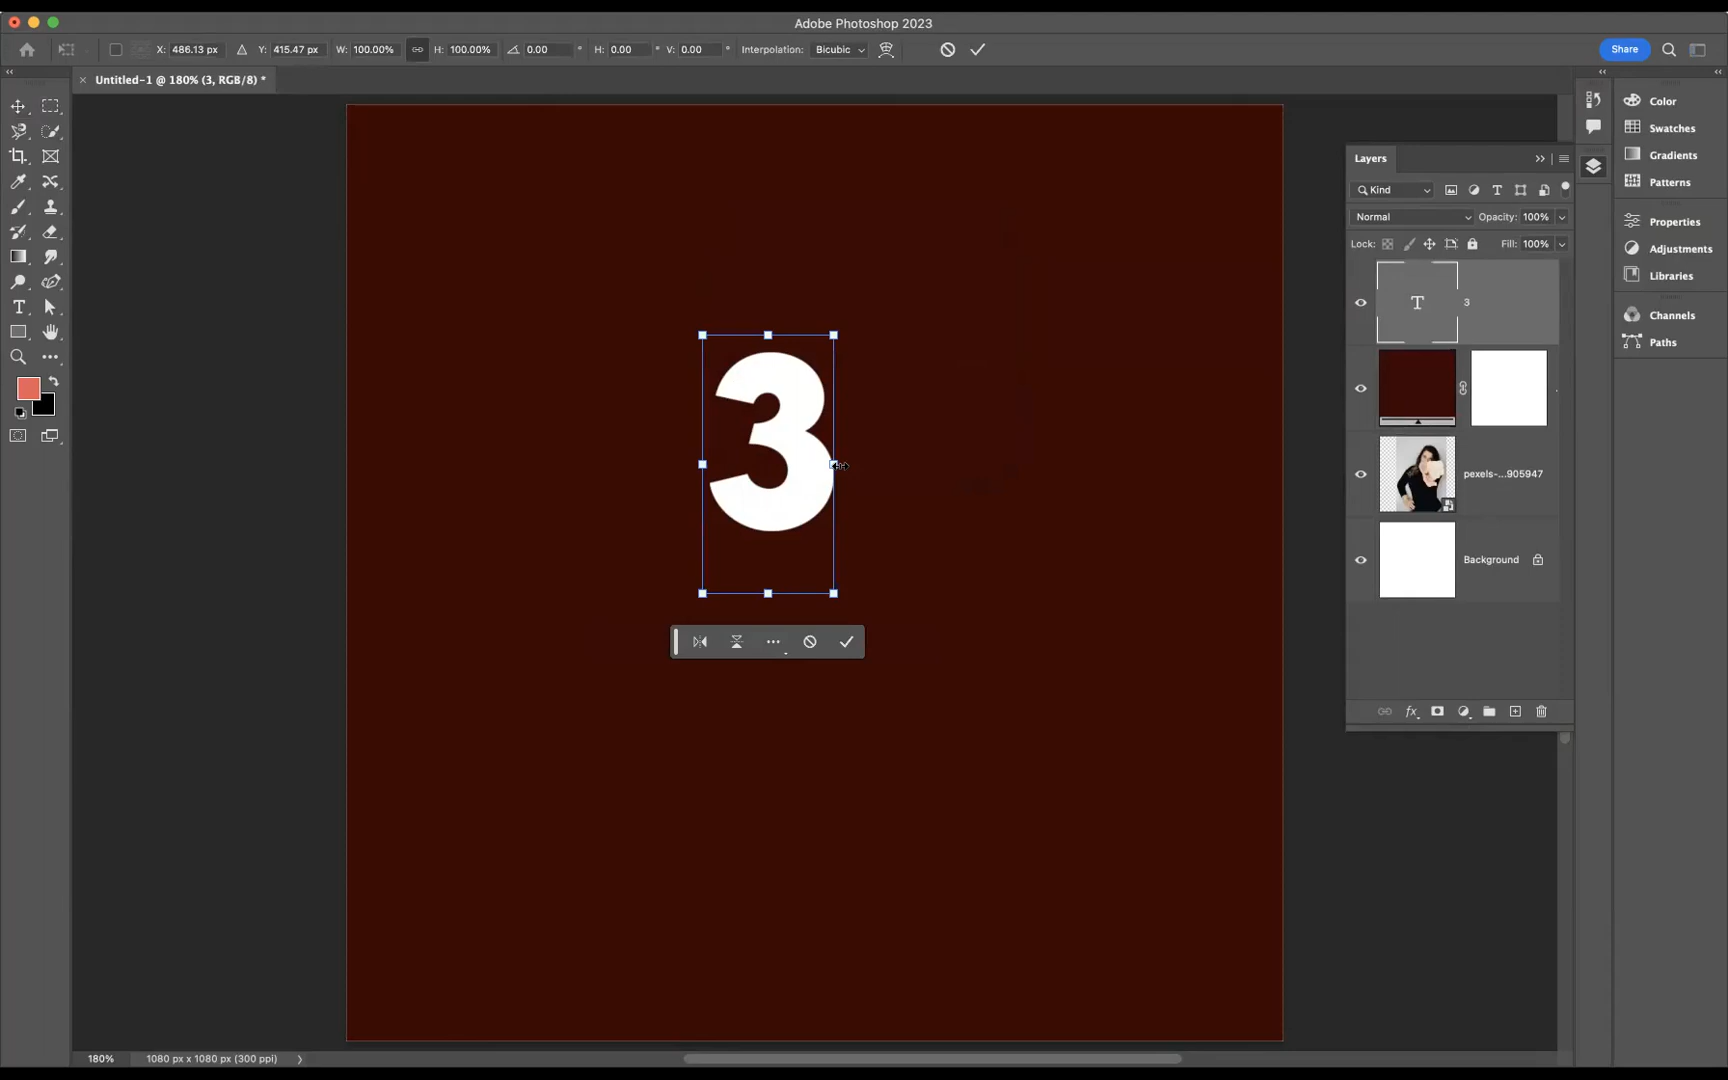 Adobe Photoshop 2023
X: 486.13 px Y: 415.47 px W: 100.00% H: 100.00% 0.00 ° H: 0.00 ° V: 0.00 ° Interpolation: Bicubic Share
Untitled-1 @ 180% (3, RGB/8) *
Layers
Kind
Normal Opacity: 100%
Lock: Fill: 100%
T 3
pexels-...905947
Background
fx
Color
Swatches
Gradients
Patterns
Properties
Adjustments
Libraries
Channels
Paths
3
180% 1080 px x 1080 px (300 ppi)